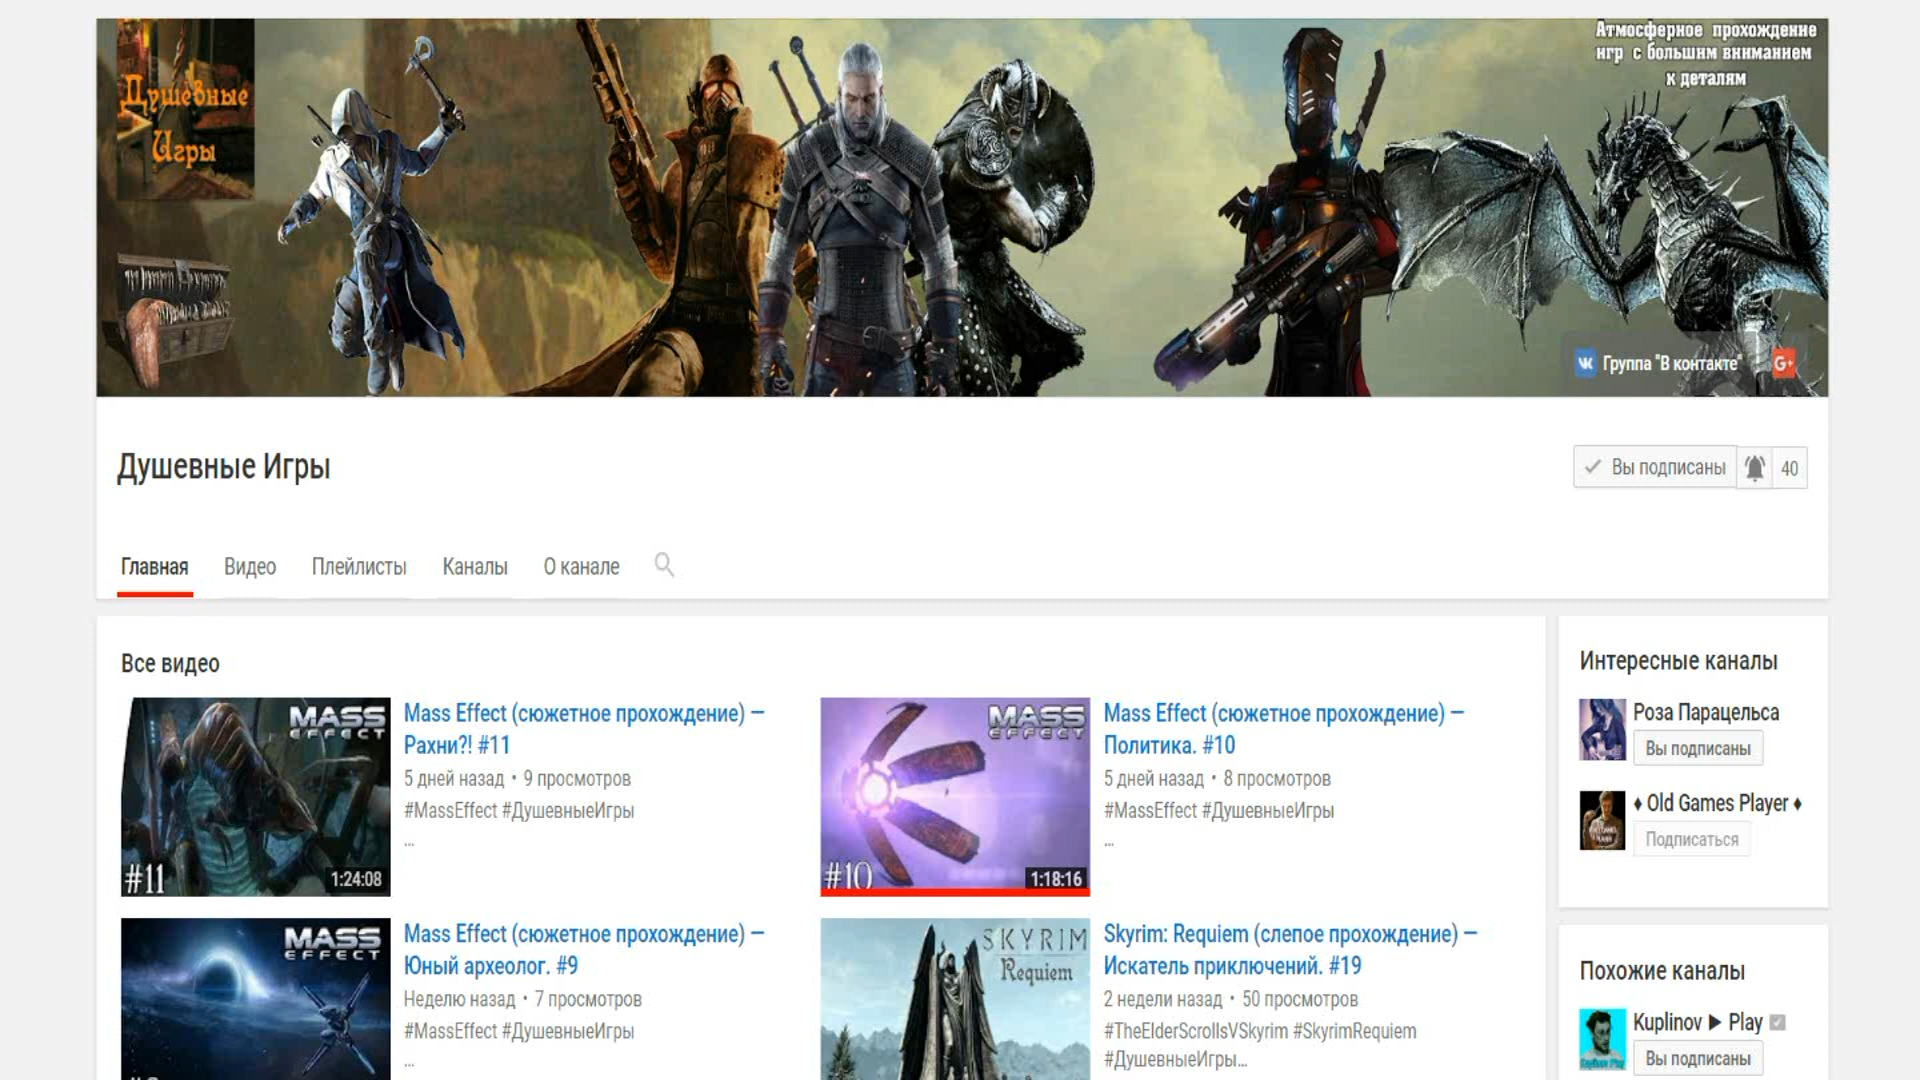 Душевные
Игры
Атмосферное прохождение
игр с большим вниманием
к деталям
Группа "В контакте"
G+
Душевные Игры
Вы подписаны
40
Главная
Видео
Плейлисты
Каналы
О канале
Все видео
MASS
EFFECT
#11
1:24:08
Mass Effect (сюжетное прохождение) —
Рахни?! #11
5 дней назад • 9 просмотров
#MassEffect #ДушевныеИгры
...
MASS
EFFECT
#10
1:18:16
Mass Effect (сюжетное прохождение) —
Политика. #10
5 дней назад • 8 просмотров
#MassEffect #ДушевныеИгры
...
MASS
EFFECT
Mass Effect (сюжетное прохождение) —
Юный археолог. #9
Неделю назад • 7 просмотров
#MassEffect #ДушевныеИгры
...
SKYRIM
Requiem
Skyrim: Requiem (слепое прохождение) —
Искатель приключений. #19
2 недели назад • 50 просмотров
#TheElderScrollsVSkyrim #SkyrimRequiem
#ДушевныеИгры...
Интересные каналы
Роза Парацельса
Вы подписаны
♦ Old Games Player ♦
Подписаться
Похожие каналы
Kuplinov ► Play
Вы подписаны